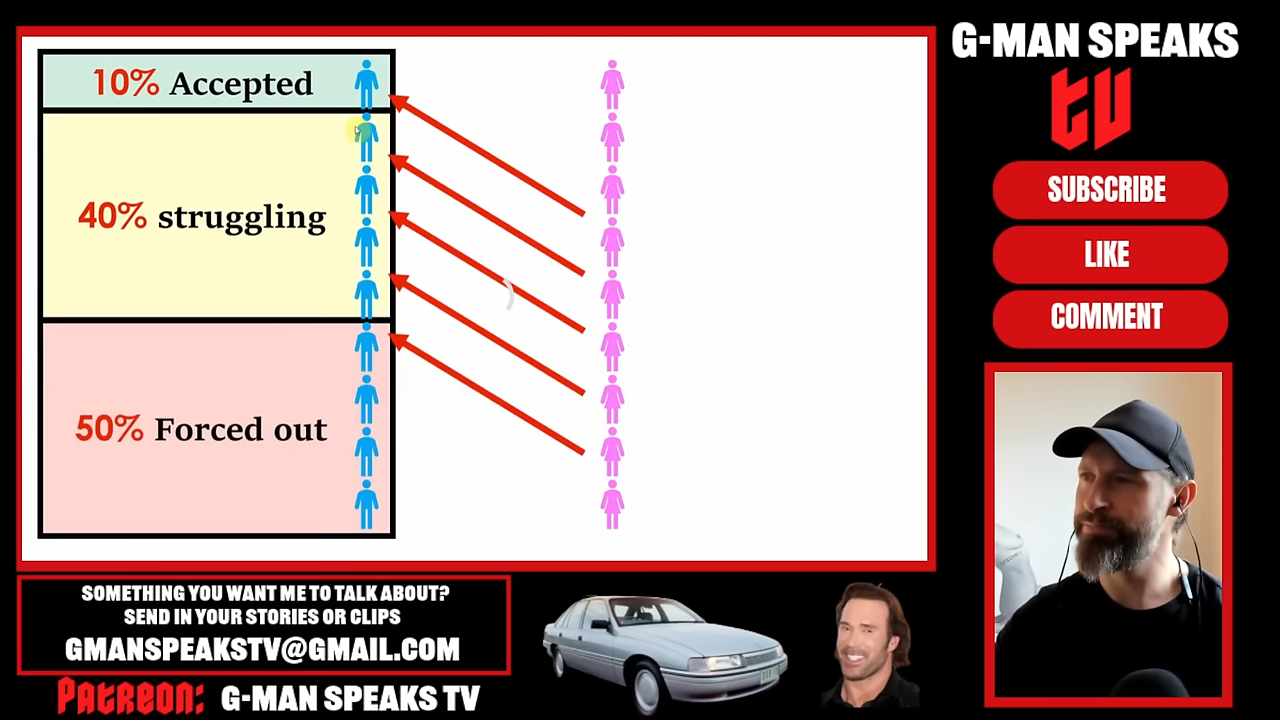 10% Accepted
40% struggling
50% Forced out
G-MAN SPEAKS
tv
SUBSCRIBE
LIKE
COMMENT
SOMETHING YOU WANT ME TO TALK ABOUT?
SEND IN YOUR STORIES OR CLIPS
GMANSPEAKSTV@GMAIL.COM
PATREON: G-MAN SPEAKS TV